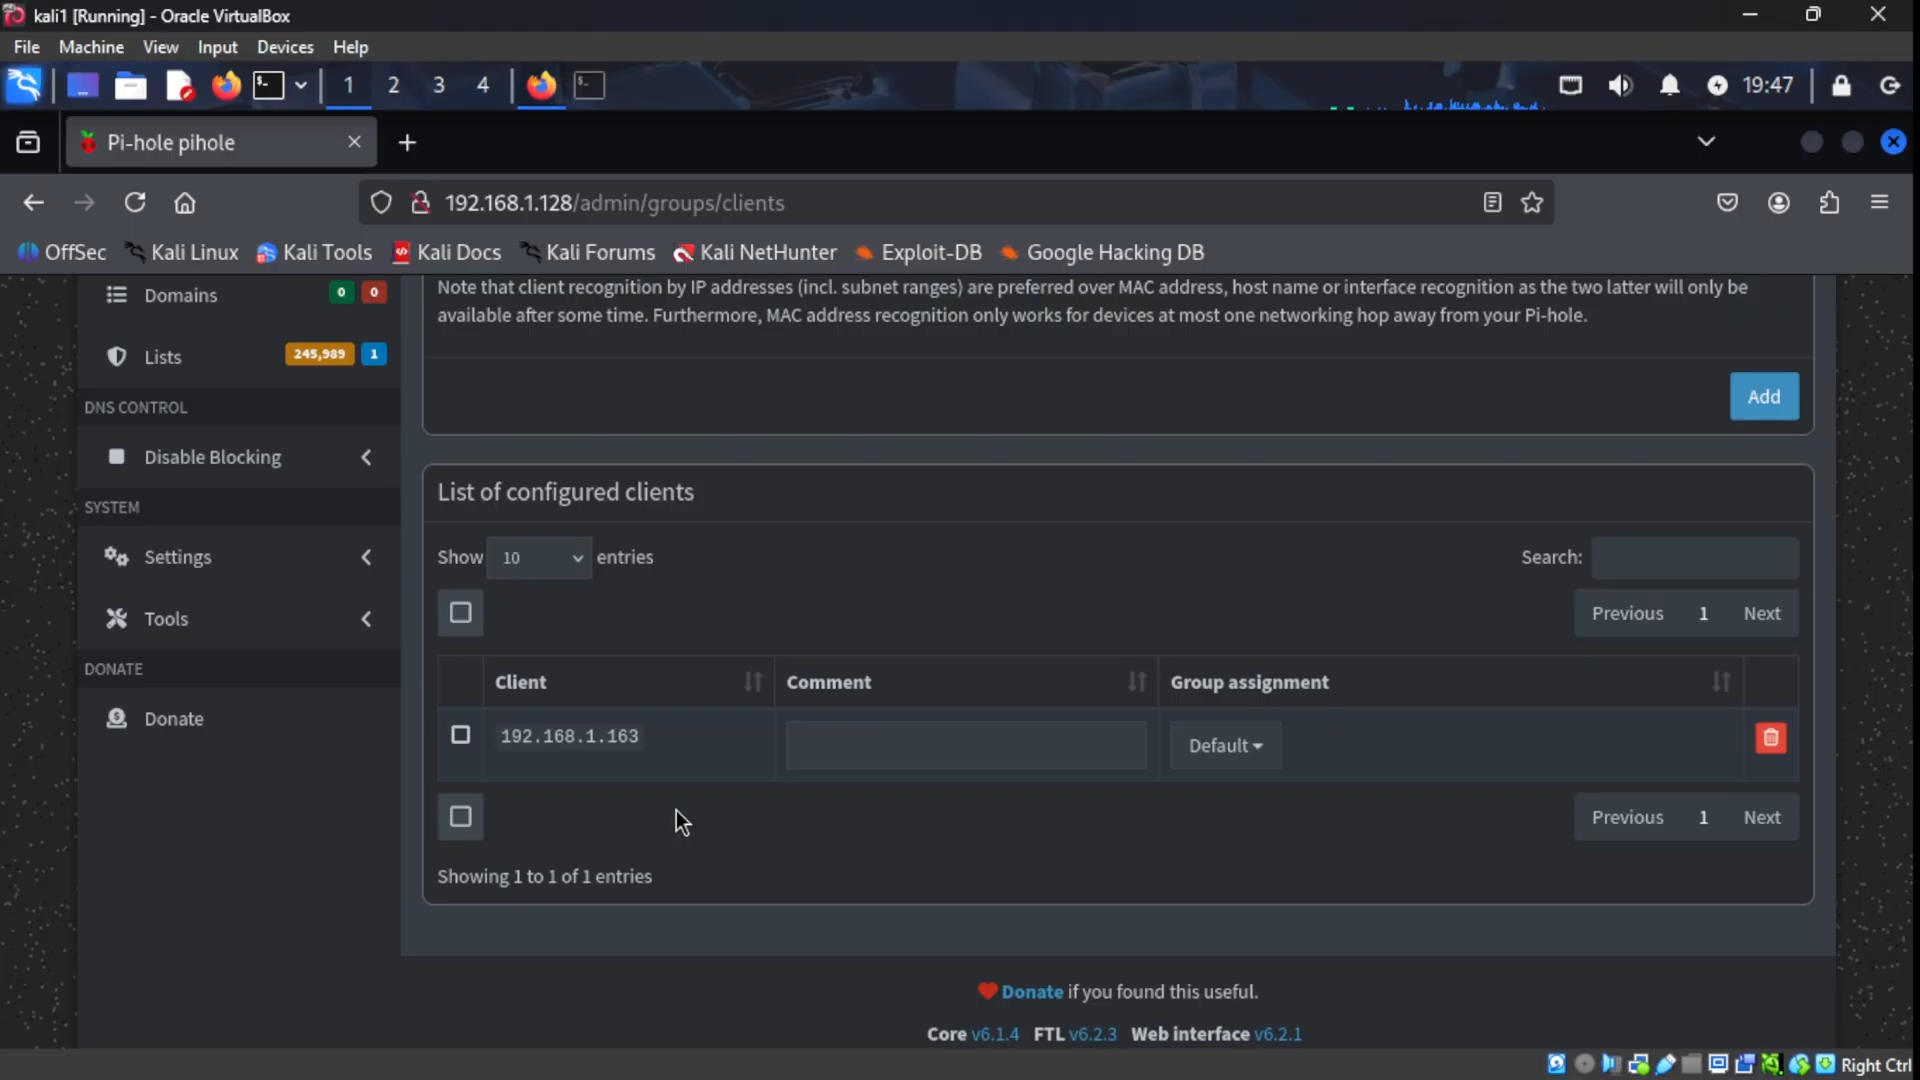 kali1 [Running] - Oracle VirtualBox
File Machine View Input Devices Help
1 2 3 4 19:47
Pi-hole pihole
192.168.1.128/admin/groups/clients
OffSec Kali Linux Kali Tools Kali Docs Kali Forums Kali NetHunter Exploit-DB Google Hacking DB
Domains 0 0
Lists 245,989 1
DNS CONTROL
Disable Blocking
SYSTEM
Settings
Tools
DONATE
Donate
Note that client recognition by IP addresses (incl. subnet ranges) are preferred over MAC address, host name or interface recognition as the two latter will only be
available after some time. Furthermore, MAC address recognition only works for devices at most one networking hop away from your Pi-hole.
Add
List of configured clients
Show 10 entries
Search:
Previous 1 Next
Client Comment Group assignment
192.168.1.163 Default
Previous 1 Next
Showing 1 to 1 of 1 entries
Donate if you found this useful.
Core v6.1.4 FTL v6.2.3 Web interface v6.2.1
Right Ctrl